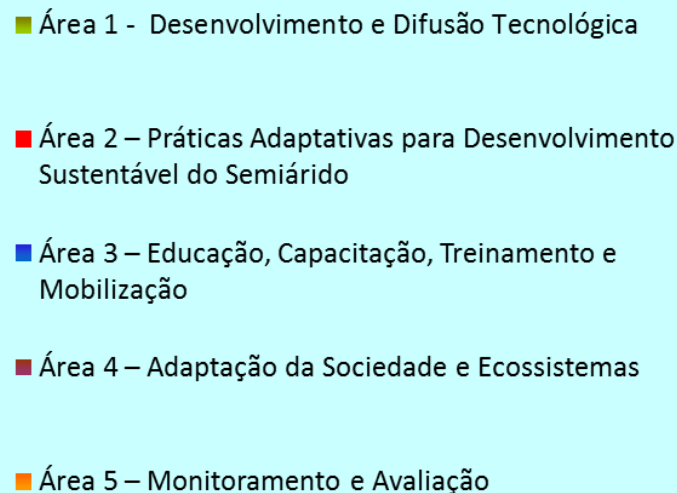 Área 1 -  Desenvolvimento e Difusão Tecnológica
Área 2 – Práticas Adaptativas para Desenvolvimento
Sustentável do Semiárido
Área 3 – Educação, Capacitação, Treinamento e
Mobilização
Área 4 – Adaptação da Sociedade e Ecossistemas
Área 5 – Monitoramento e Avaliação